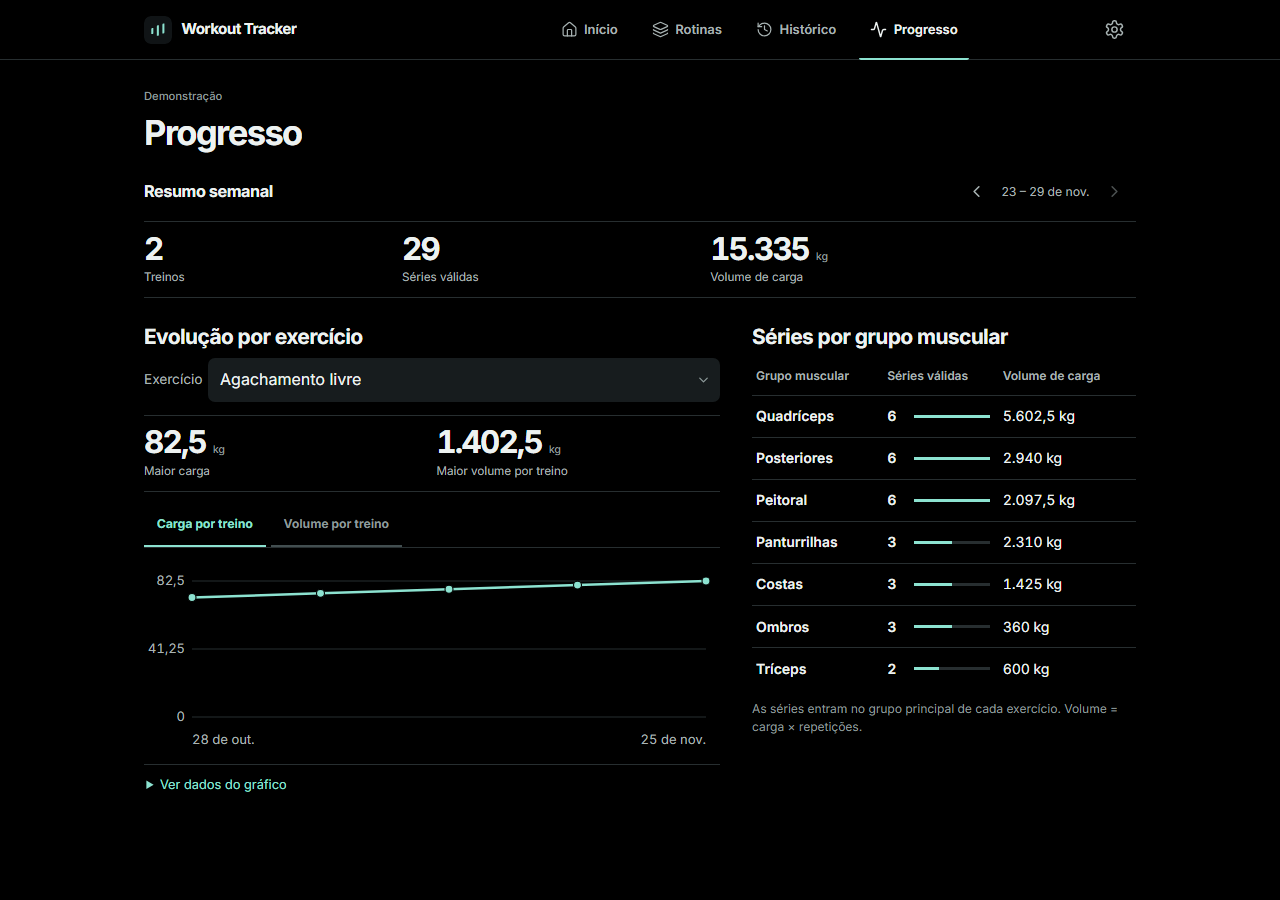 Workout Tracker
Início
Rotinas
Histórico
Progresso
Demonstração
Progresso
Resumo semanal
23 – 29 de nov.
2
Treinos
29
Séries válidas
15.335 kg
Volume de carga
Evolução por exercício
Exercício
Agachamento livre
82,5 kg
Maior carga
1.402,5 kg
Maior volume por treino
Carga por treino
Volume por treino
82,5
41,25
0
28 de out.
25 de nov.
Ver dados do gráfico
Séries por grupo muscular
Grupo muscular Séries válidas Volume de carga
Quadríceps 6 5.602,5 kg
Posteriores 6 2.940 kg
Peitoral 6 2.097,5 kg
Panturrilhas 3 2.310 kg
Costas 3 1.425 kg
Ombros 3 360 kg
Tríceps 2 600 kg
As séries entram no grupo principal de cada exercício. Volume =
carga × repetições.